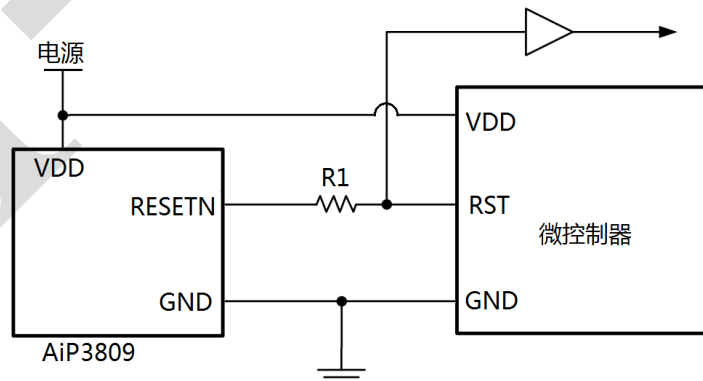 电源
VDD
VDD
R1
RESETN
RST
微控制器
GND
GND
AiP3809